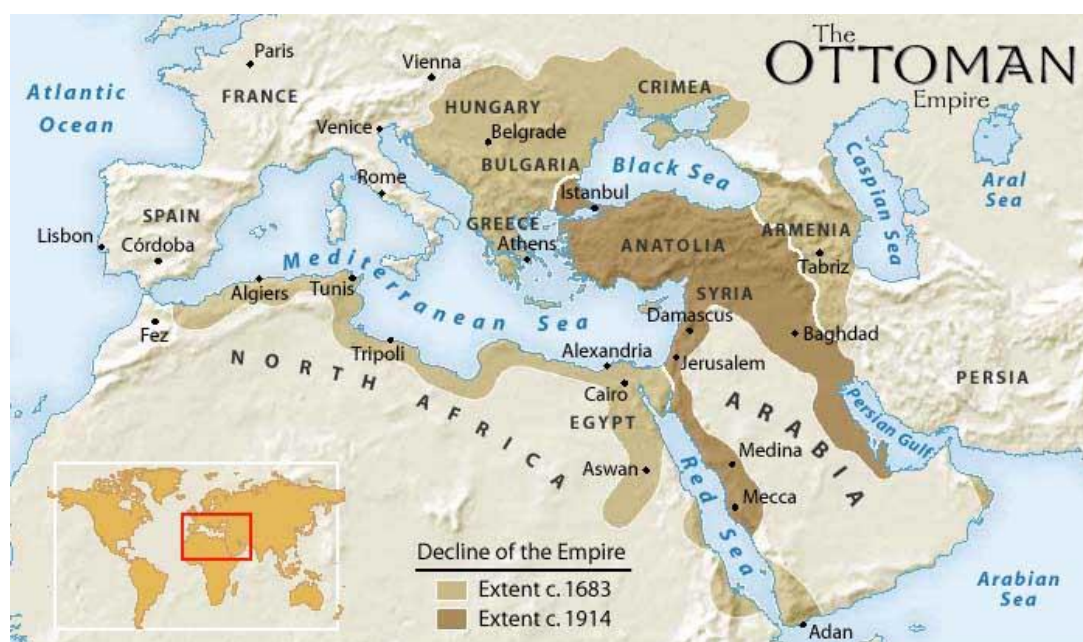 The
OTTOMAN
Empire
Paris
Vienna
FRANCE
HUNGARY
CRIMEA
Atlantic
Ocean
Venice
Belgrade
BULGARIA
Black Sea
Caspian Sea
Aral
Sea
Rome
Istanbul
SPAIN
GREECE
ARMENIA
Lisbon
Córdoba
Athens
ANATOLIA
Tabriz
Mediterranean Sea
Algiers
Tunis
SYRIA
Damascus
Baghdad
Fez
Tripoli
Alexandria
Jerusalem
NORTH AFRICA
Cairo
PERSIA
EGYPT
ARABIA
Persian Gulf
Aswan
Red Sea
Medina
Mecca
Decline of the Empire
Extent c. 1683
Extent c. 1914
Arabian
Sea
Adan